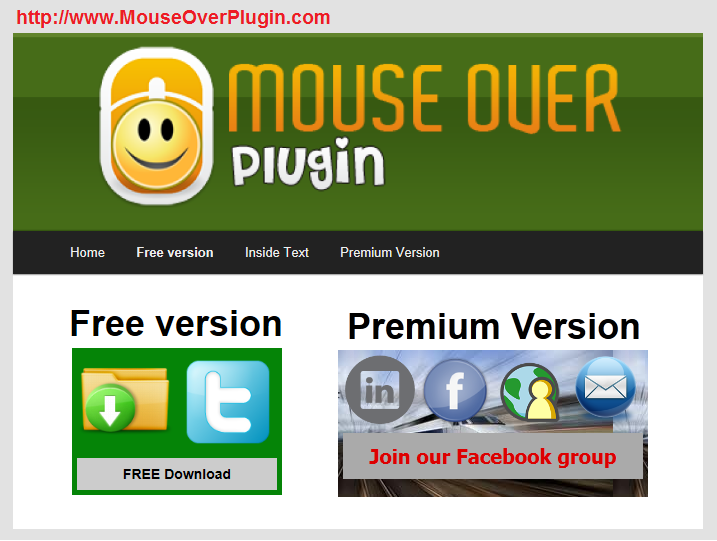 http://www.MouseOverPlugin.com
MOUSE OVER
Plugin
Home Free version Inside Text Premium Version
Free version
Premium Version
t
in
f
FREE Download
Join our Facebook group